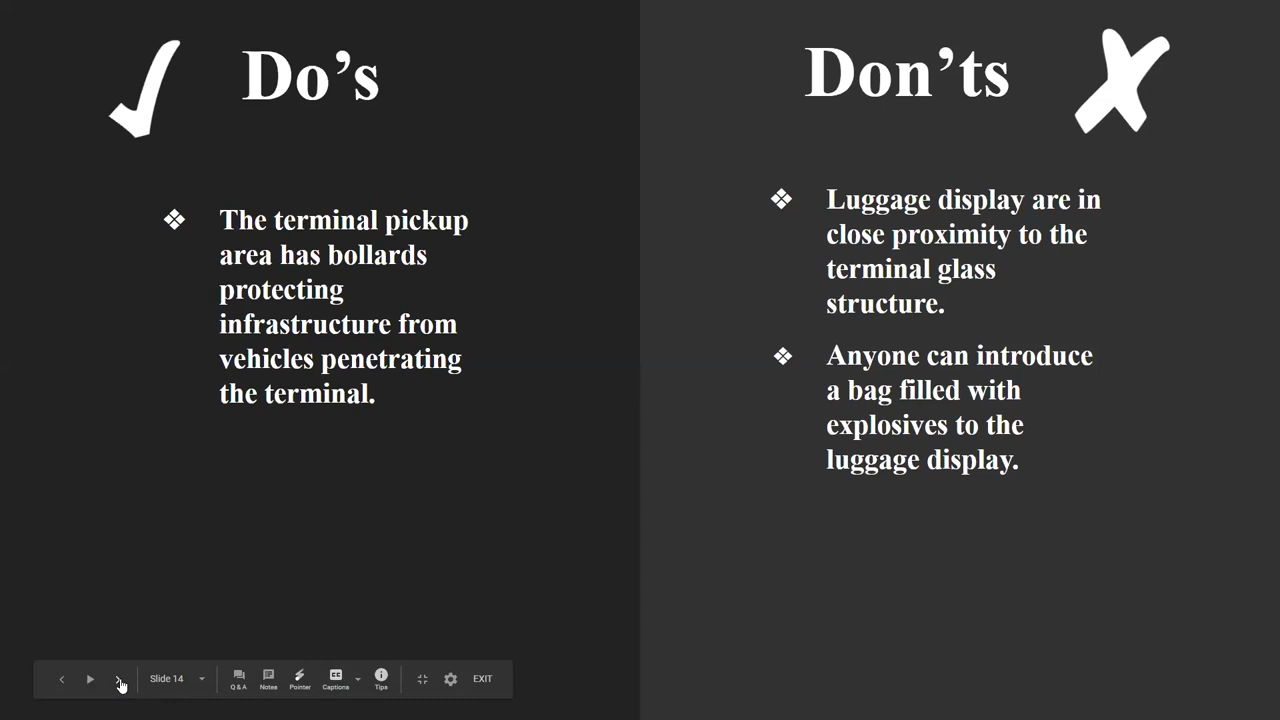 Do’s
❖ The terminal pickup
area has bollards
protecting
infrastructure from
vehicles penetrating
the terminal.
Don’ts
❖ Luggage display are in
close proximity to the
terminal glass
structure.
❖ Anyone can introduce
a bag filled with
explosives to the
luggage display.
Slide 14
Q & A
Notes
Pointer
CC
Captions
Tips
EXIT